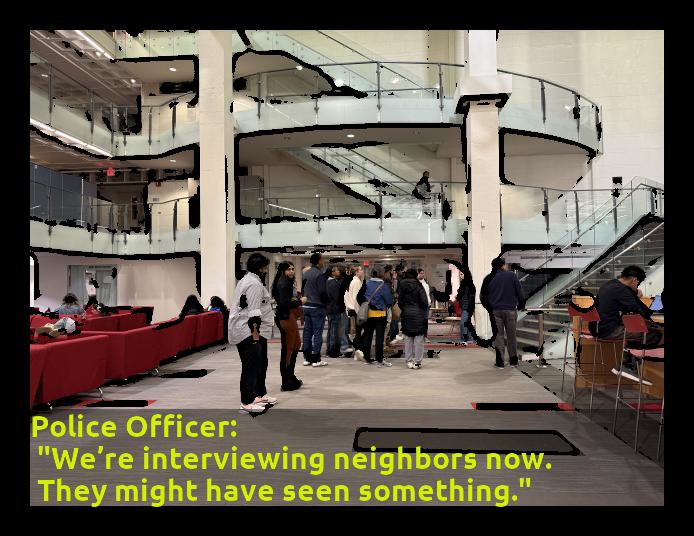 Police Officer:
"We’re interviewing neighbors now.
They might have seen something."